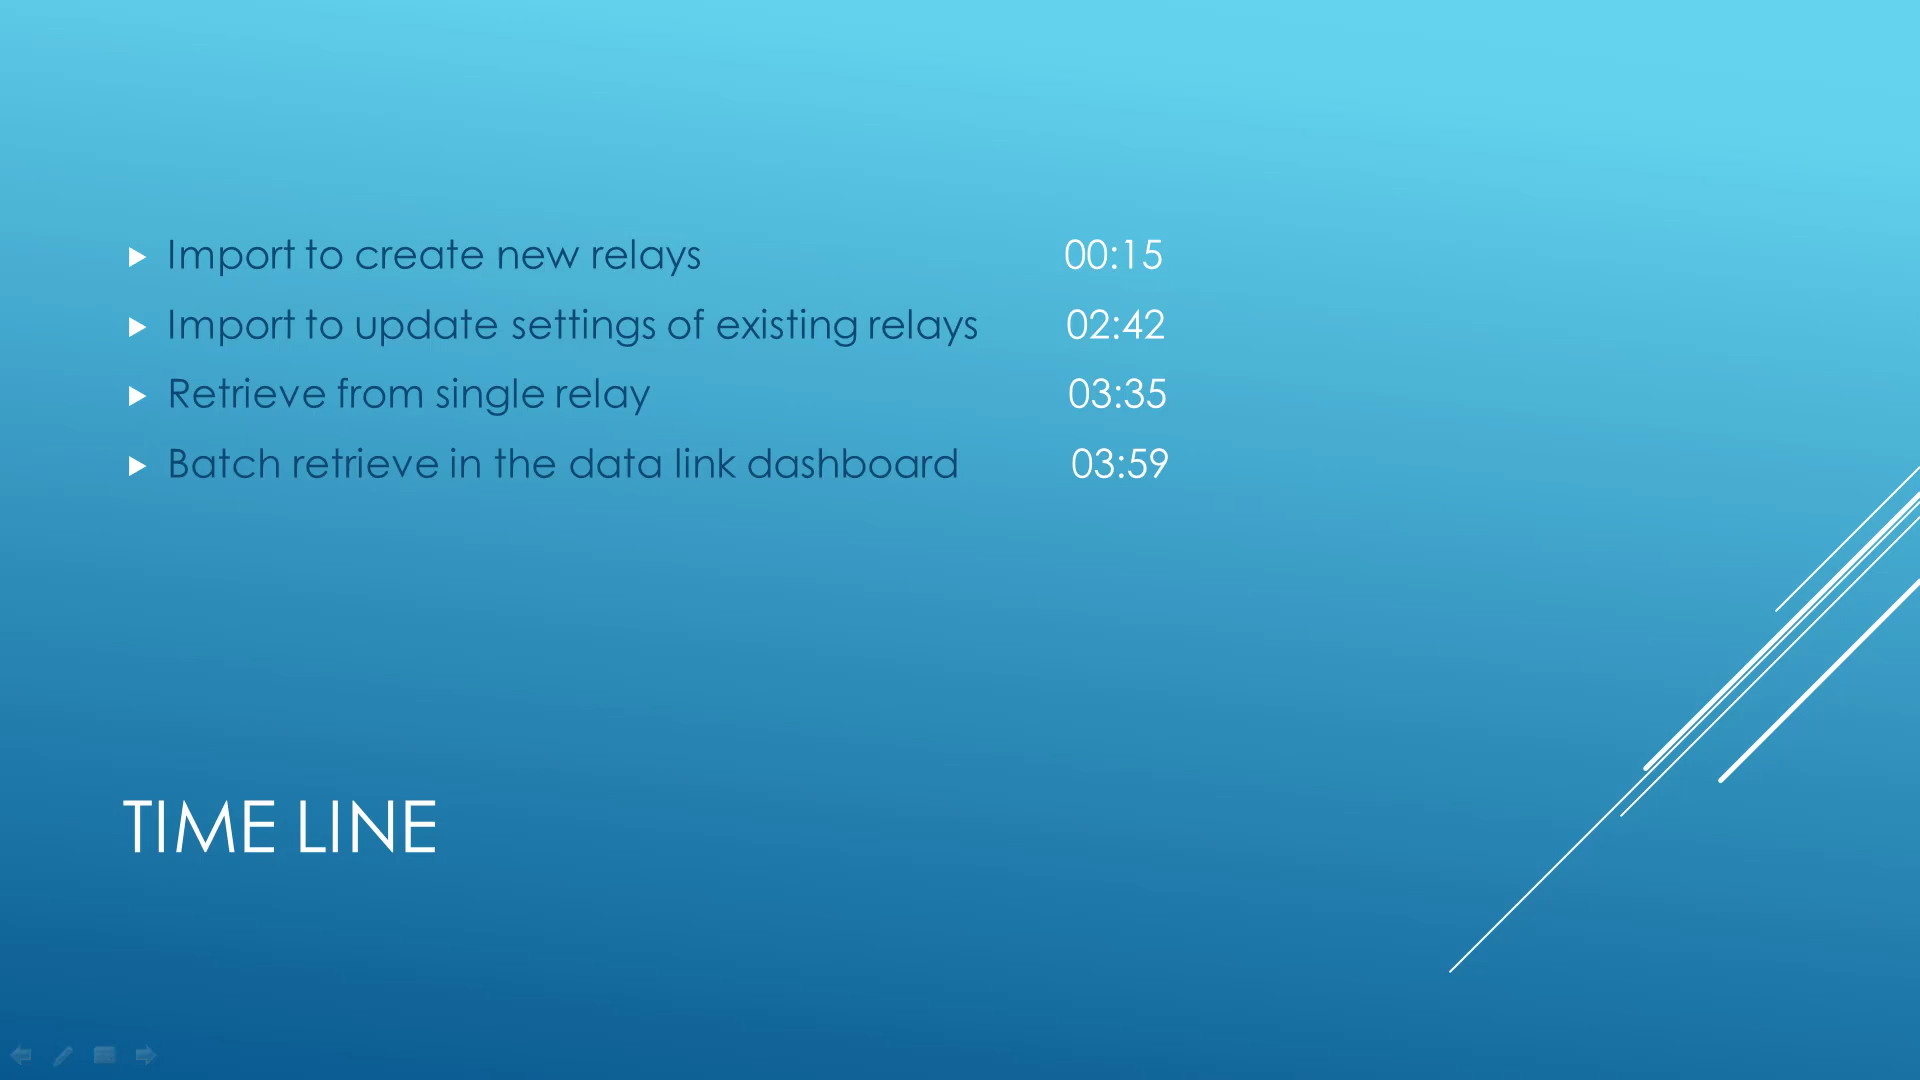 Import to create new relays 00:15
Import to update settings of existing relays 02:42
Retrieve from single relay 03:35
Batch retrieve in the data link dashboard 03:59
TIME LINE